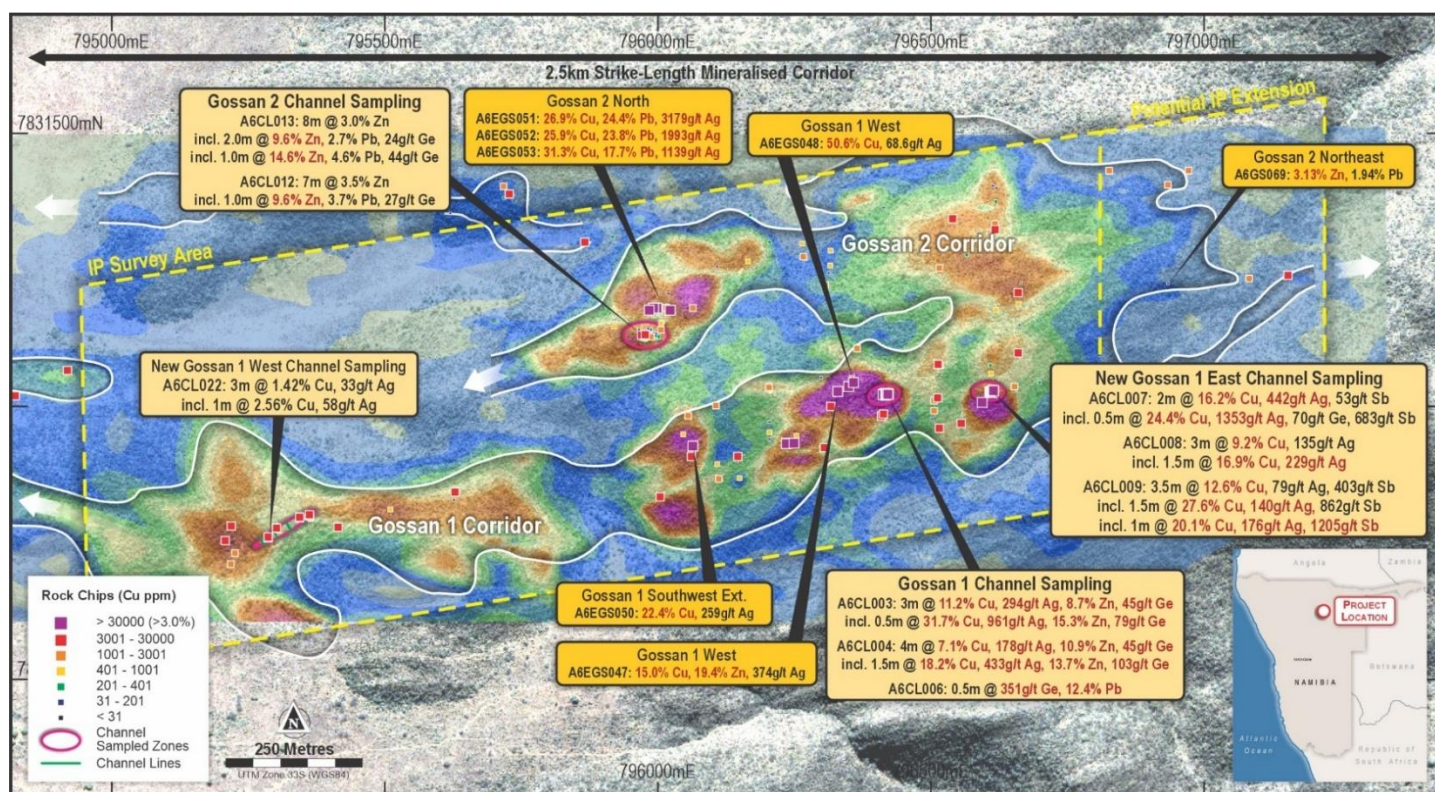 795000mE
795500mE
796000mE
796500mE
797000mE
2.5km Strike-Length Mineralised Corridor
7831500mN
Potential IP Extension
IP Survey Area
Gossan 2 Channel Sampling
A6CL013: 8m @ 3.0% Zn
incl. 2.0m @ 9.6% Zn, 2.7% Pb, 24g/t Ge
incl. 1.0m @ 14.6% Zn, 4.6% Pb, 44g/t Ge
A6CL012: 7m @ 3.5% Zn
incl. 1.0m @ 9.6% Zn, 3.7% Pb, 27g/t Ge
Gossan 2 North
A6EGS051: 26.9% Cu, 24.4% Pb, 3179g/t Ag
A6EGS052: 25.9% Cu, 23.8% Pb, 1993g/t Ag
A6EGS053: 31.3% Cu, 17.7% Pb, 1139g/t Ag
Gossan 1 West
A6EGS048: 50.6% Cu, 68.6g/t Ag
Gossan 2 Northeast
A6GS069: 3.13% Zn, 1.94% Pb
Gossan 2 Corridor
New Gossan 1 West Channel Sampling
A6CL022: 3m @ 1.42% Cu, 33g/t Ag
incl. 1m @ 2.56% Cu, 58g/t Ag
New Gossan 1 East Channel Sampling
A6CL007: 2m @ 16.2% Cu, 442g/t Ag, 53g/t Sb
incl. 0.5m @ 24.4% Cu, 1353g/t Ag, 70g/t Ge, 683g/t Sb
A6CL008: 3m @ 9.2% Cu, 135g/t Ag
incl. 1.5m @ 16.9% Cu, 229g/t Ag
A6CL009: 3.5m @ 12.6% Cu, 79g/t Ag, 403g/t Sb
incl. 1.5m @ 27.6% Cu, 140g/t Ag, 862g/t Sb
incl. 1m @ 20.1% Cu, 176g/t Ag, 1205g/t Sb
Gossan 1 Corridor
Gossan 1 Southwest Ext.
A6EGS050: 22.4% Cu, 259g/t Ag
Gossan 1 West
A6EGS047: 15.0% Cu, 19.4% Zn, 374g/t Ag
Gossan 1 Channel Sampling
A6CL003: 3m @ 11.2% Cu, 294g/t Ag, 8.7% Zn, 45g/t Ge
incl. 0.5m @ 31.7% Cu, 961g/t Ag, 15.3% Zn, 79g/t Ge
A6CL004: 4m @ 7.1% Cu, 178g/t Ag, 10.9% Zn, 45g/t Ge
incl. 1.5m @ 18.2% Cu, 433g/t Ag, 13.7% Zn, 103g/t Ge
A6CL006: 0.5m @ 351g/t Ge, 12.4% Pb
Rock Chips (Cu ppm)
> 30000 (>3.0%)
3001 - 30000
1001 - 3001
401 - 1001
201 - 401
31 - 201
< 31
Channel
Sampled Zones
Channel Lines
N
250 Metres
UTM Zone 33S (WGS84)
796000mE
Angola
Zambia
PROJECT
LOCATION
NAMIBIA
Botswana
Atlantic
Ocean
Republic of
South Africa